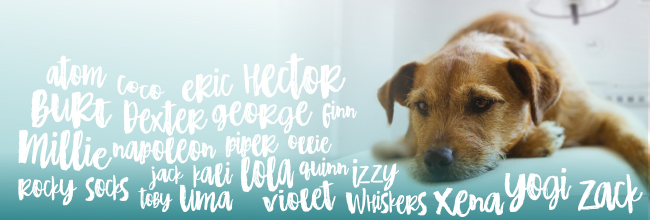 atom coco eric Hector
Burt Dexter george finn
Millie napoleon piper ollie
jack kali lola quinn izzy
rocky socks toby uma violet Whiskers Xena Yogi Zack